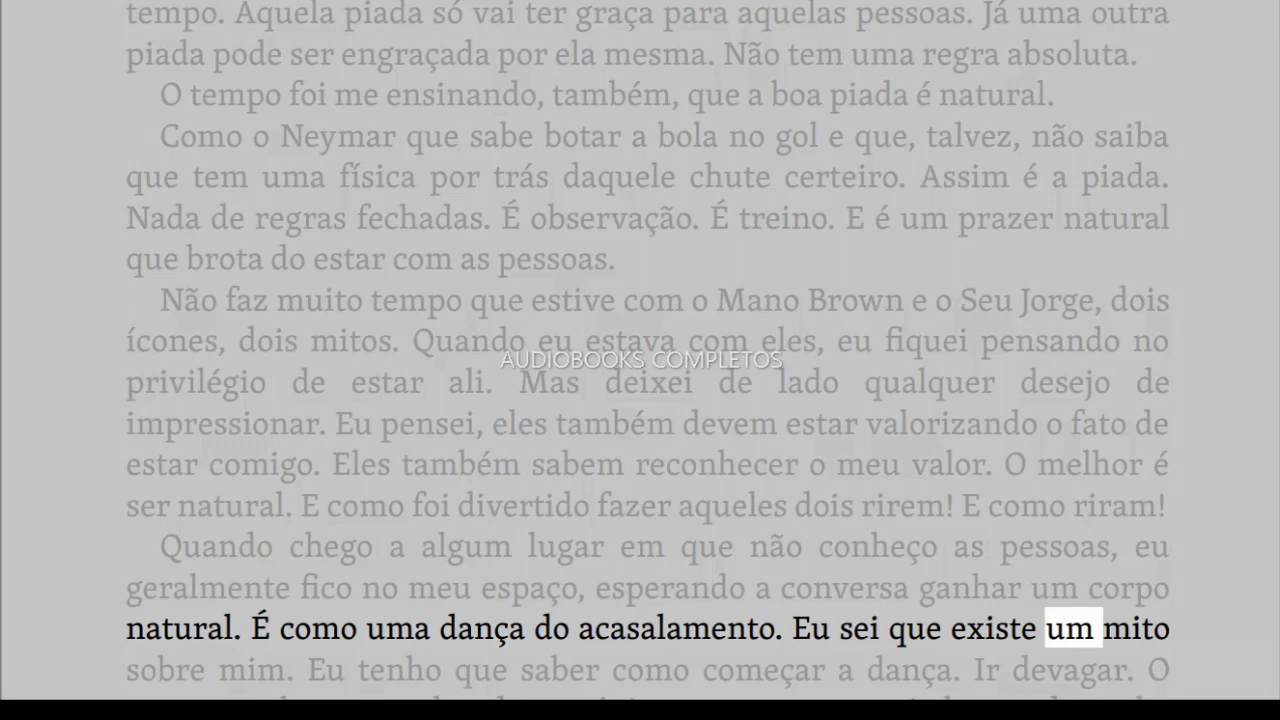 tempo. Aquela piada só vai ter graça para aquelas pessoas. Já uma outra
piada pode ser engraçada por ela mesma. Não tem uma regra absoluta.
O tempo foi me ensinando, também, que a boa piada é natural.
Como o Neymar que sabe botar a bola no gol e que, talvez, não saiba
que tem uma física por trás daquele chute certeiro. Assim é a piada.
Nada de regras fechadas. É observação. É treino. E é um prazer natural
que brota do estar com as pessoas.
Não faz muito tempo que estive com o Mano Brown e o Seu Jorge, dois
ícones, dois mitos. Quando eu estava com eles, eu fiquei pensando no
AUDIOBOOKS COMPLETOS
privilégio de estar ali. Mas deixei de lado qualquer desejo de
impressionar. Eu pensei, eles também devem estar valorizando o fato de
estar comigo. Eles também sabem reconhecer o meu valor. O melhor é
ser natural. E como foi divertido fazer aqueles dois rirem! E como riram!
Quando chego a algum lugar em que não conheço as pessoas, eu
geralmente fico no meu espaço, esperando a conversa ganhar um corpo
natural. É como uma dança do acasalamento. Eu sei que existe um mito
sobre mim. Eu tenho que saber como começar a dança. Ir devagar. O